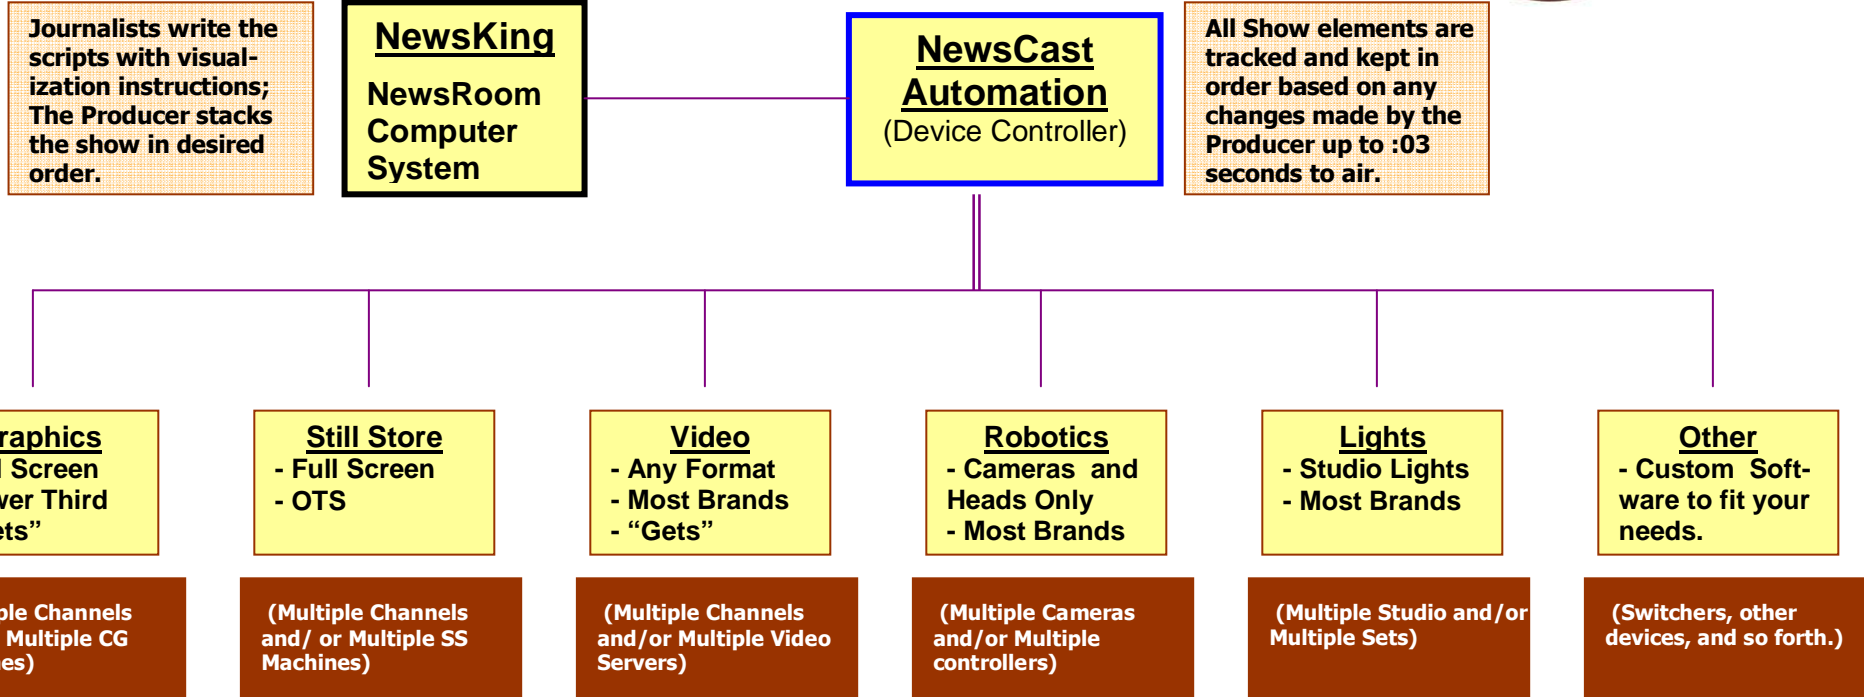 Journalists write the
scripts with visual-
ization instructions;
The Producer stacks
the show in desired
order.
NewsKing
NewsRoom
Computer
System
NewsCast
Automation
(Device Controller)
All Show elements are
tracked and kept in
order based on any
changes made by the
Producer up to :03
seconds to air.
Screen
Third
Still Store
- Full Screen
- OTS
Video
- Any Format
- Most Brands
- “Gets”
Robotics
- Cameras and
Heads Only
- Most Brands
Lights
- Studio Lights
- Most Brands
Other
- Custom Soft-
ware to fit your
needs.
Channels
Multiple CG
(Multiple Channels
and/ or Multiple SS
Machines)
(Multiple Channels
and/or Multiple Video
Servers)
(Multiple Cameras
and/or Multiple
controllers)
(Multiple Studio and/or
Multiple Sets)
(Switchers, other
devices, and so forth.)